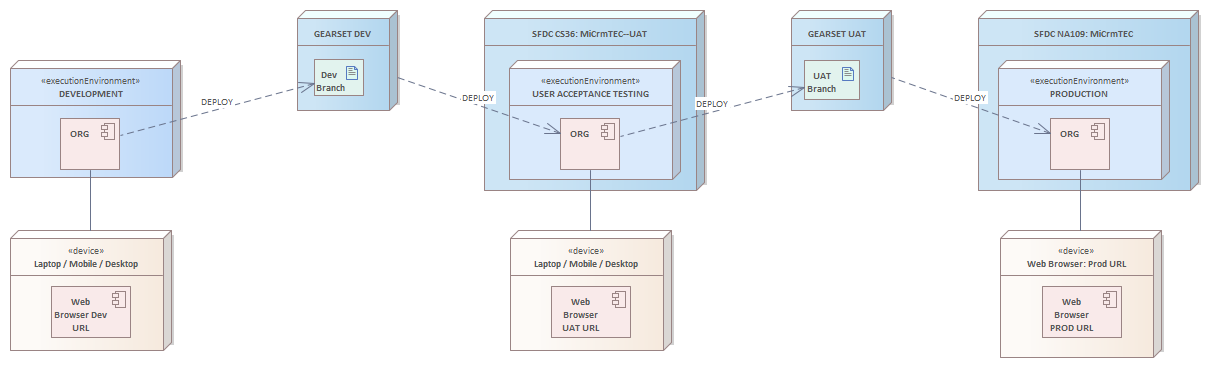 GEARSET DEV
Dev
Branch
SFDC CS36: MiCrmTEC--UAT
«executionEnvironment»
USER ACCEPTANCE TESTING
ORG
GEARSET UAT
UAT
Branch
SFDC NA109: MiCrmTEC
«executionEnvironment»
PRODUCTION
ORG
«executionEnvironment»
DEVELOPMENT
ORG
DEPLOY
DEPLOY
DEPLOY
DEPLOY
«device»
Laptop / Mobile / Desktop
Web
Browser Dev
URL
«device»
Laptop / Mobile / Desktop
Web
Browser
UAT URL
«device»
Web Browser: Prod URL
Web
Browser
PROD URL